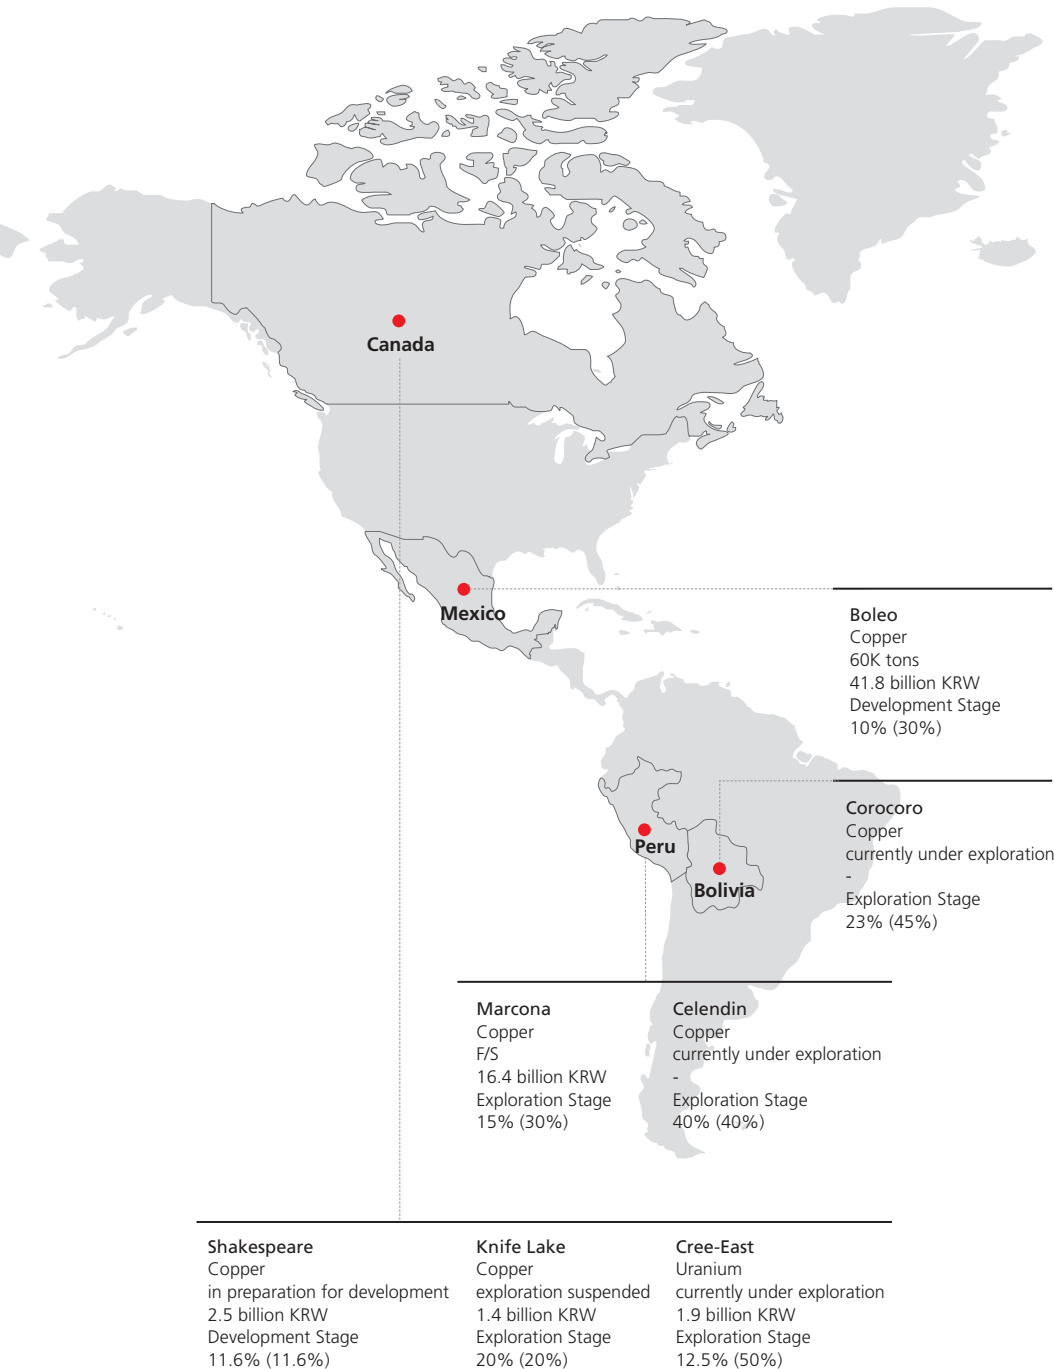 Canada
Mexico
Boleo
Copper
60K tons
41.8 billion KRW
Development Stage
10% (30%)
Peru
Bolivia
Corocoro
Copper
currently under exploration
-
Exploration Stage
23% (45%)
Marcona
Copper
F/S
16.4 billion KRW
Exploration Stage
15% (30%)
Celendin
Copper
currently under exploration
-
Exploration Stage
40% (40%)
Shakespeare
Copper
in preparation for development
2.5 billion KRW
Development Stage
11.6% (11.6%)
Knife Lake
Copper
exploration suspended
1.4 billion KRW
Exploration Stage
20% (20%)
Cree-East
Uranium
currently under exploration
1.9 billion KRW
Exploration Stage
12.5% (50%)